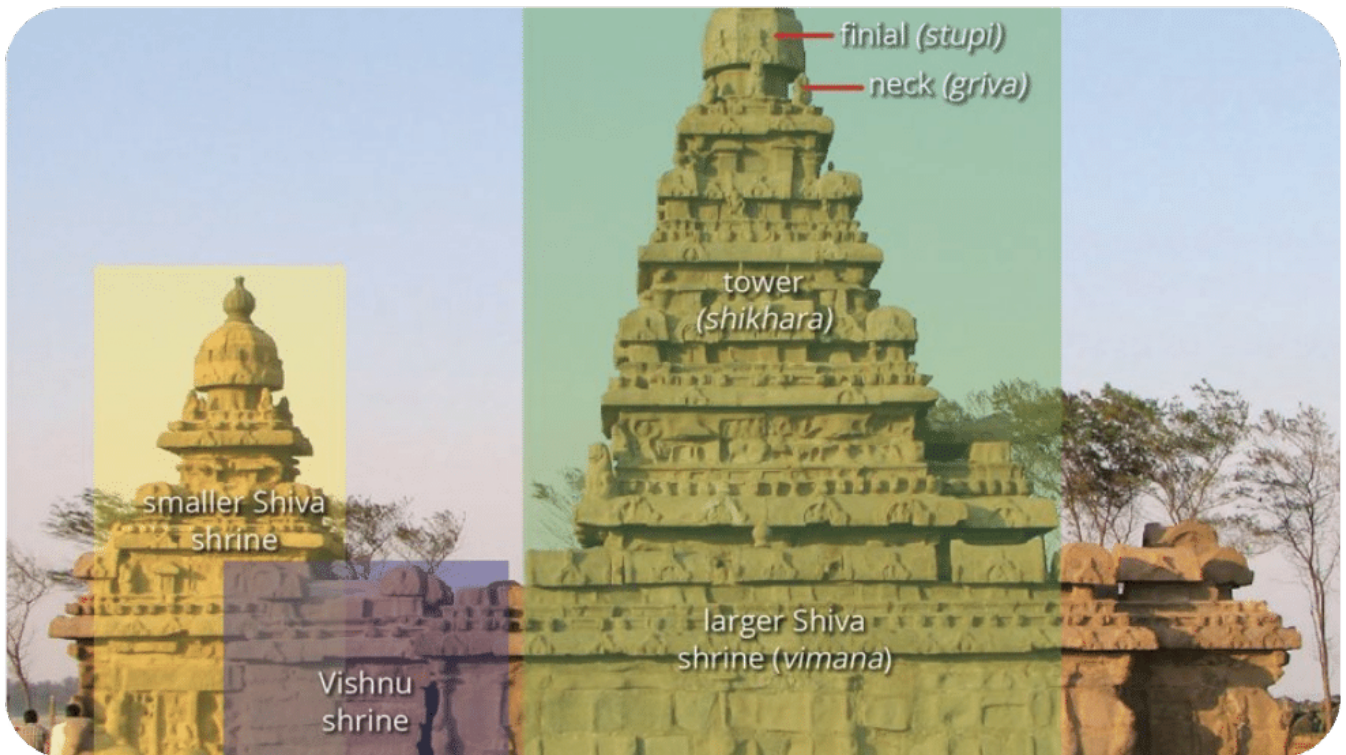 finial (stupi)
neck (griva)
tower
(shikhara)
smaller Shiva
shrine
larger Shiva
shrine (vimana)
Vishnu
shrine